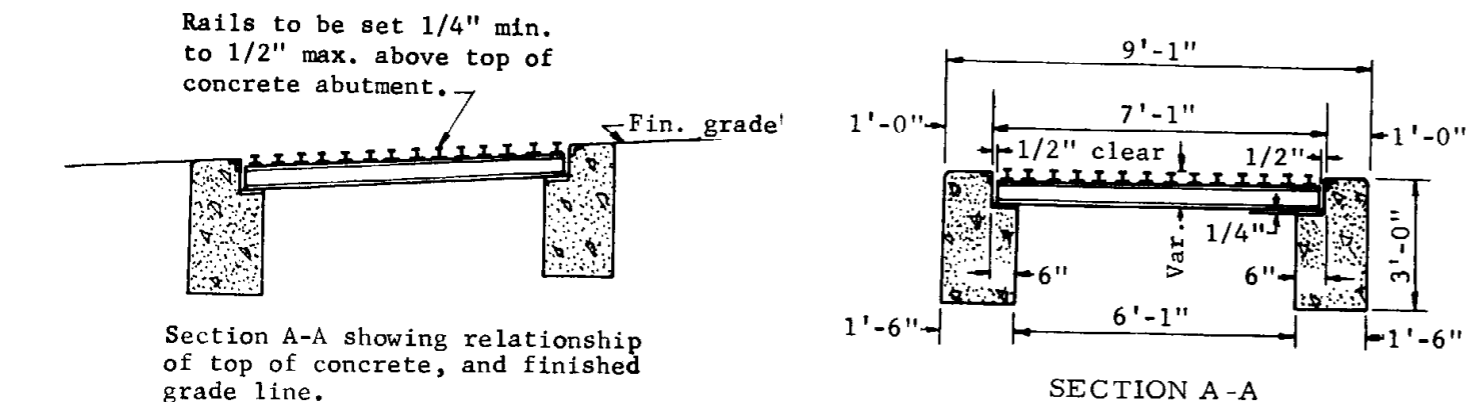 Rails to be set 1/4" min.
to 1/2" max. above top of
concrete abutment.
Fin. grade
Section A-A showing relationship
of top of concrete, and finished
grade line.
9'-1"
1'-0"
7'-1"
1'-0"
1/2" clear
1/2"
Var.
1/4"
3'-0"
6"
6"
1'-6"
6'-1"
1'-6"
SECTION A-A